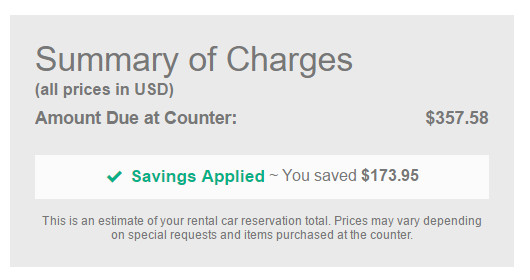 Summary of Charges
(all prices in USD)
Amount Due at Counter: $357.58
✔ Savings Applied ~ You saved $173.95
This is an estimate of your rental car reservation total. Prices may vary depending
on special requests and items purchased at the counter.